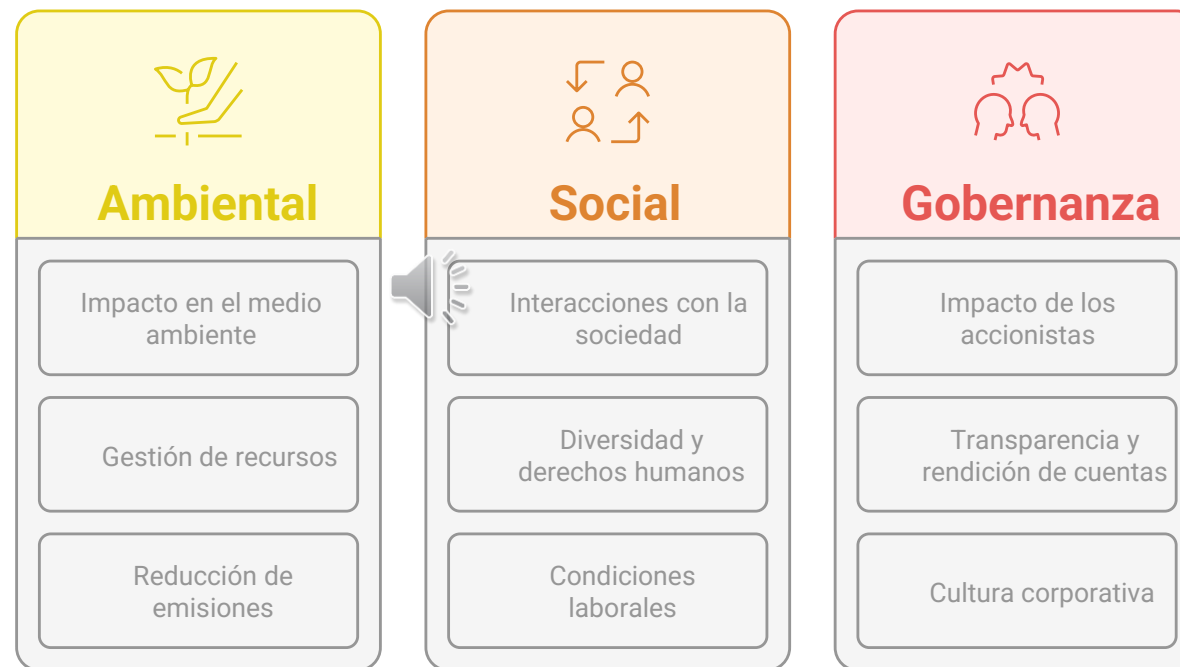 Ambiental
Impacto en el medio
ambiente
Gestión de recursos
Reducción de
emisiones
Social
Interacciones con la
sociedad
Diversidad y
derechos humanos
Condiciones
laborales
Gobernanza
Impacto de los
accionistas
Transparencia y
rendición de cuentas
Cultura corporativa